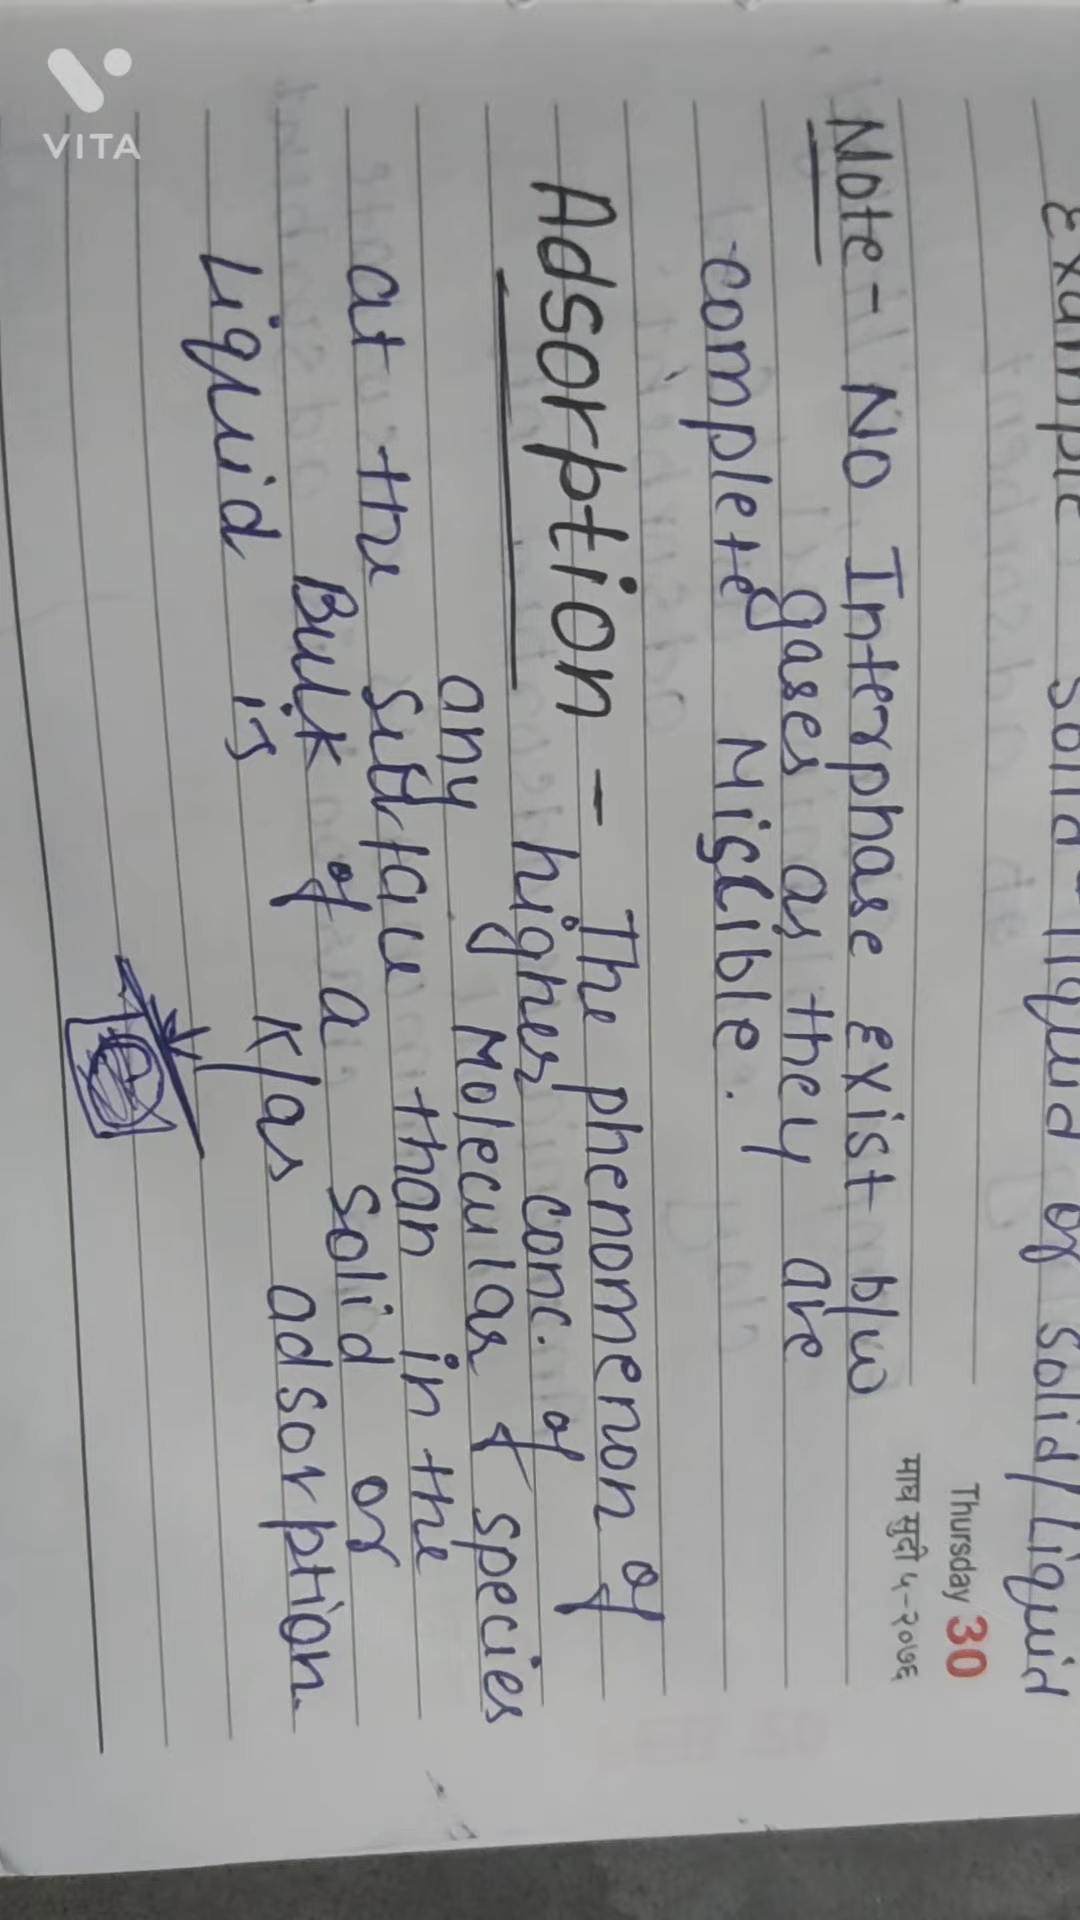 Example Solid-liquid or Solid/Liquid
Thursday 30
माघ सुदी ५-२०७६
Note- No Interphase exist b/w
gases as they are
complete Miscible.
Adsorption - The phenomenon of
higher conc. of
any Molecular & species
at the surface than in the
Bulk of a solid or
Liquid is K/as adsorption.
VITA